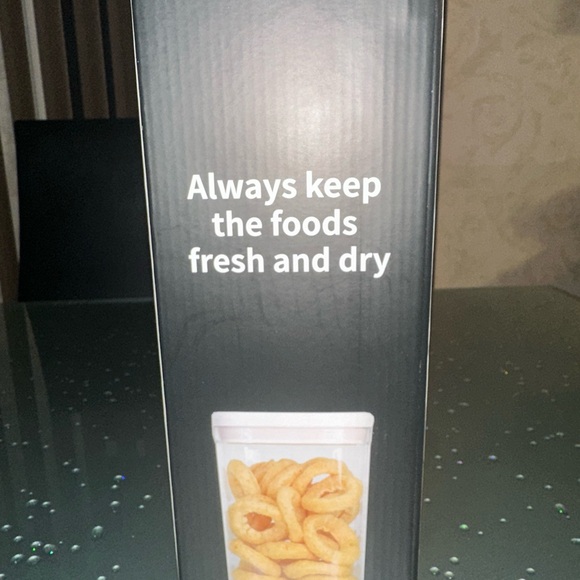 Always keep
the foods
fresh and dry